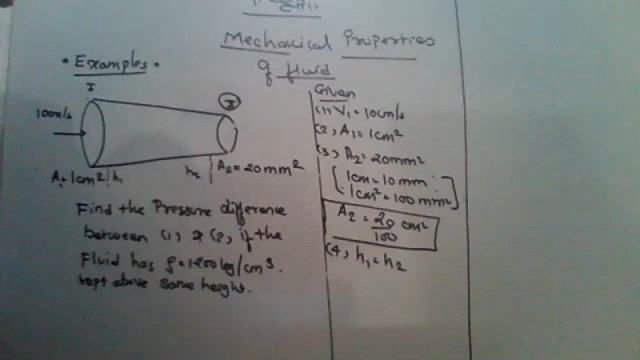 Mechanical Properties
of fluid
• Examples •
I
10cm/s
A₁=1cm² h₁
h₂ A₂=20mm²
Find the Pressure difference
between (1) & (2), if the
Fluid has ρ=1200kg/cm³.
kept above same height.
Given
(1) V₁=10cm/s
(2, A₁=1cm²
(3, A₂=20mm²
1cm=10mm
1cm²=100mm²
A₂=20/100 cm²
(4, h₁=h₂